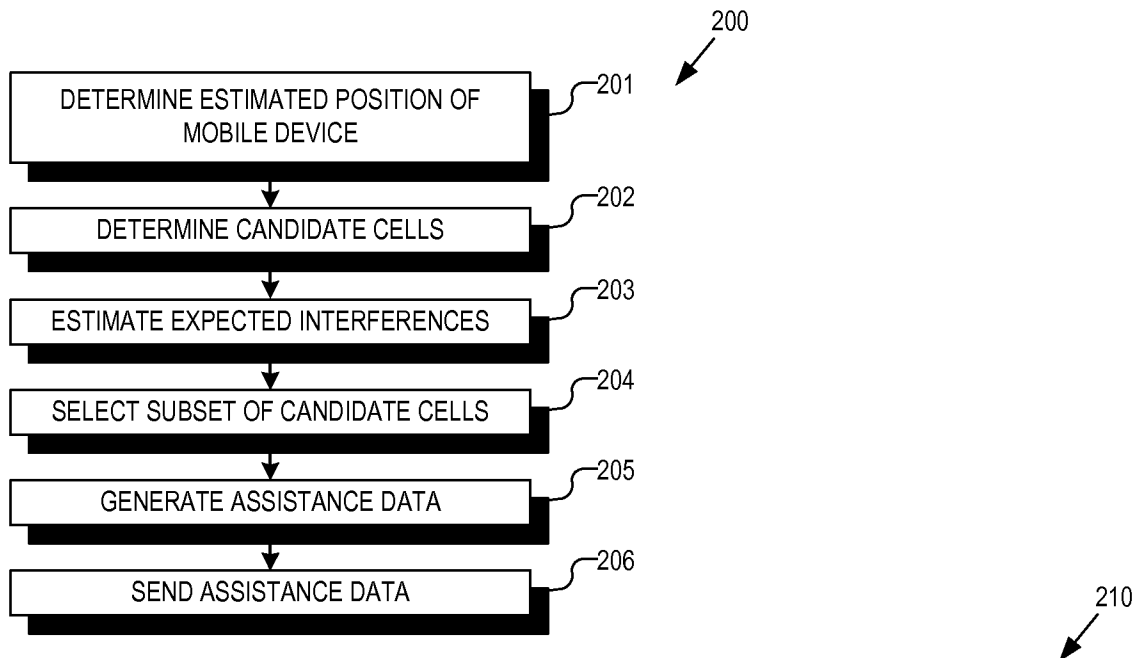 200
DETERMINE ESTIMATED POSITION OF
MOBILE DEVICE
201
DETERMINE CANDIDATE CELLS
202
ESTIMATE EXPECTED INTERFERENCES
203
SELECT SUBSET OF CANDIDATE CELLS
204
GENERATE ASSISTANCE DATA
205
SEND ASSISTANCE DATA
206
210